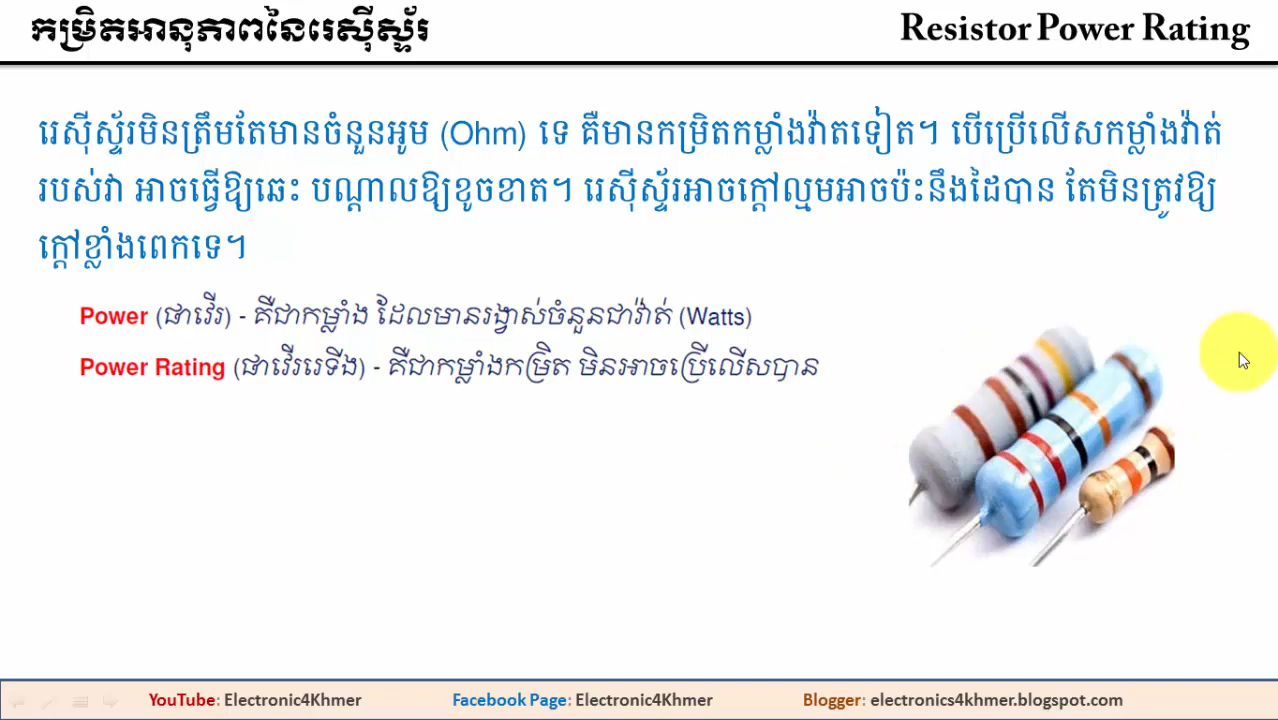 កម្រិតអានុភាពនៃរេស៊ីស្ទ័រ
Resistor Power Rating
រេស៊ីស្ទ័រមិនត្រឹមតែមានចំនួនអូម (Ohm) ទេ គឺមានកម្រិតកម្លាំងវ៉ាតទៀត។ បើប្រើលើសកម្លាំងវ៉ាត់
របស់វា អាចធ្វើឱ្យឆេះ បណ្តាលឱ្យខូចខាត។ រេស៊ីស្ទ័រអាចក្តៅល្មមអាចប៉ះនឹងដៃបាន តែមិនត្រូវឱ្យ
ក្តៅខ្លាំងពេកទេ។
Power (ផាវើរ) - គឺជាកម្លាំង ដែលមានរង្វាស់ចំនួនជាវ៉ាត់ (Watts)
Power Rating (ផាវើររេទីង) - គឺជាកម្លាំងកម្រិត មិនអាចប្រើលើសបាន
YouTube: Electronic4Khmer
Facebook Page: Electronic4Khmer
Blogger: electronics4khmer.blogspot.com